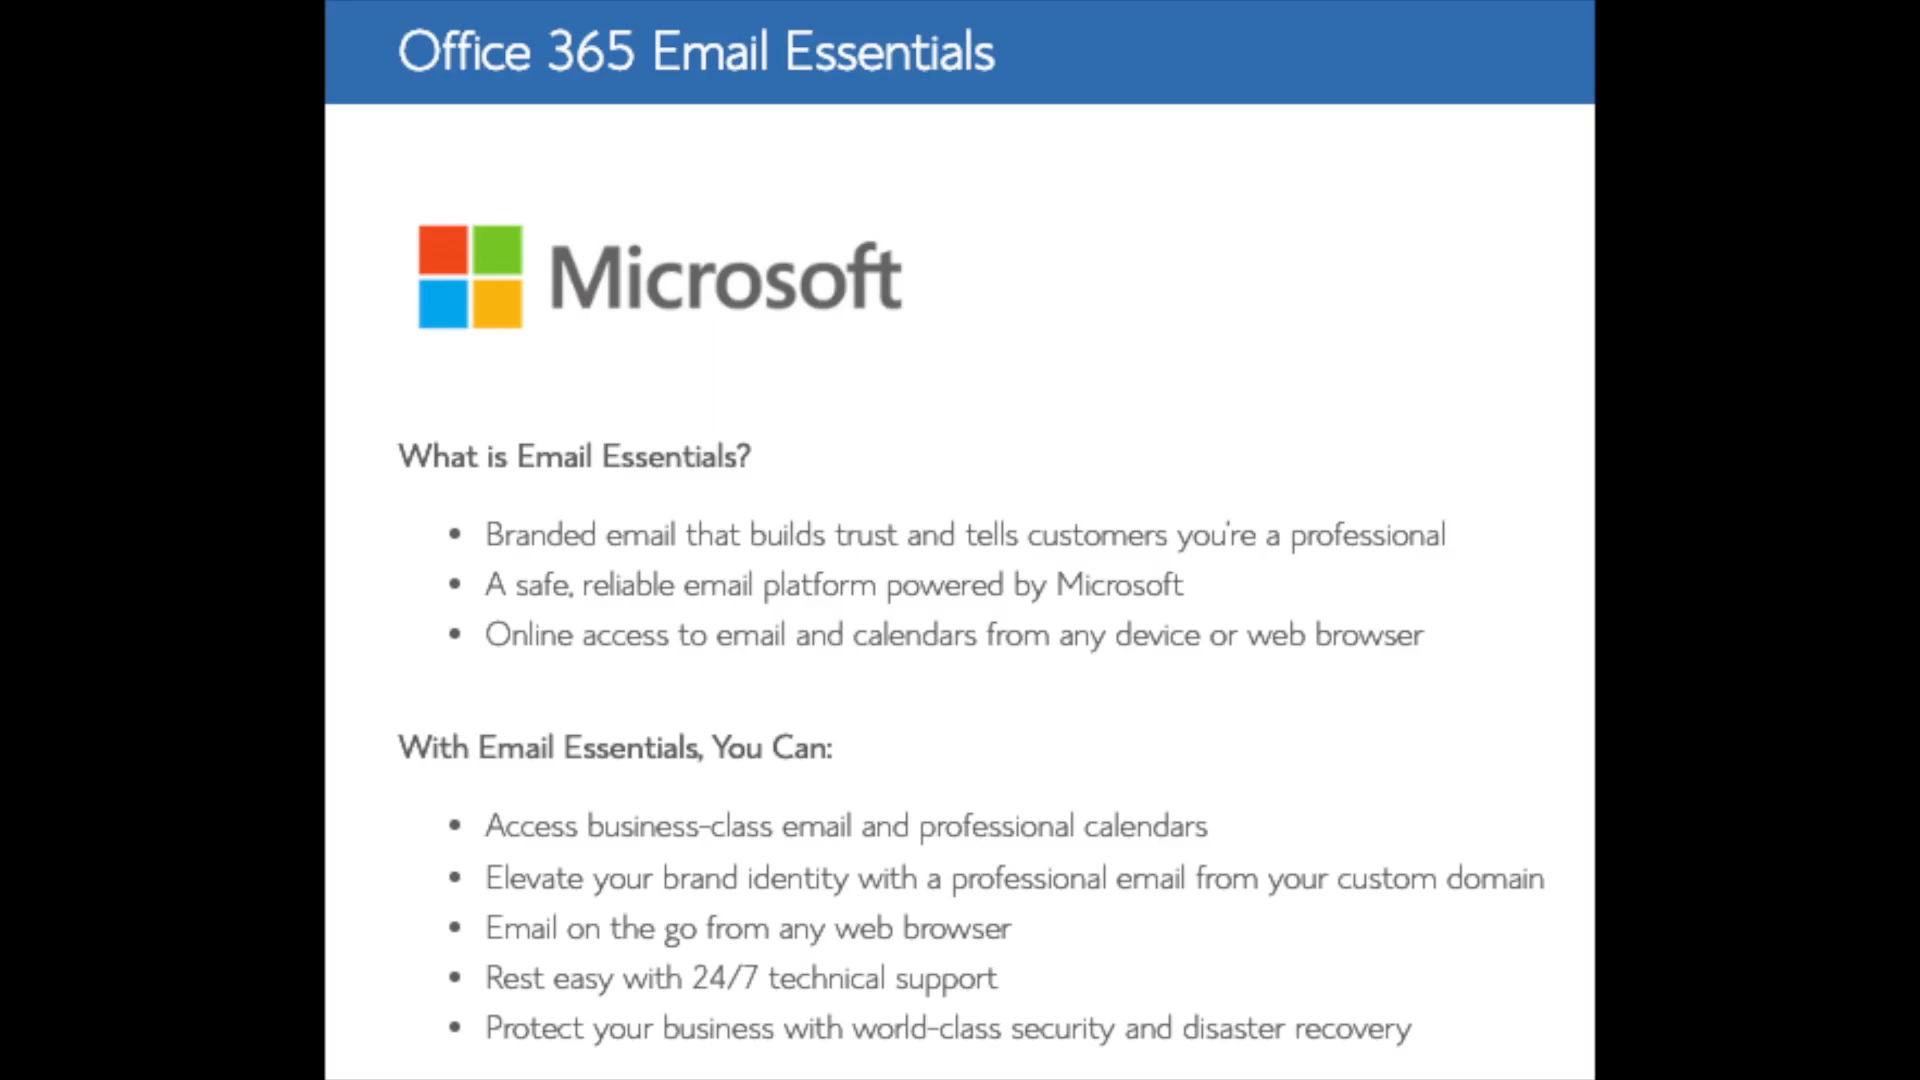 Office 365 Email Essentials
Microsoft
What is Email Essentials?
• Branded email that builds trust and tells customers you're a professional
• A safe, reliable email platform powered by Microsoft
• Online access to email and calendars from any device or web browser
With Email Essentials, You Can:
• Access business-class email and professional calendars
• Elevate your brand identity with a professional email from your custom domain
• Email on the go from any web browser
• Rest easy with 24/7 technical support
• Protect your business with world-class security and disaster recovery